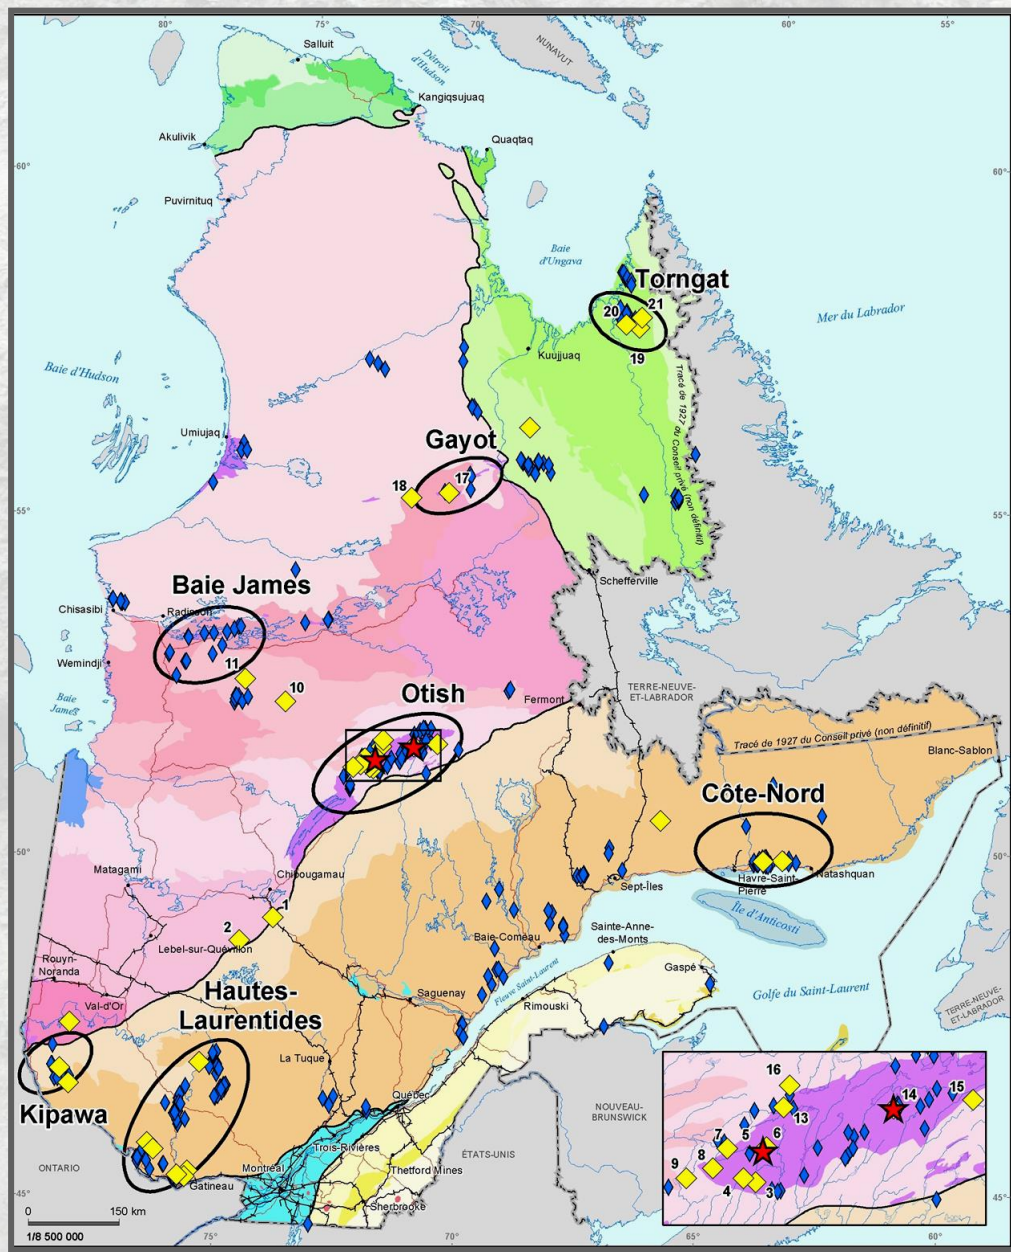 80°
75°
70°
60°
55°
Salluit
Détroit
d'Hudson
NUNAVUT
Kangiqsujuaq
Akulivik
Quaqtaq
60°
60°
Puvirnituq
Baie
d'Ungava
Torngat
20
21
19
Mer du Labrador
Baie d'Hudson
Kuujjuaq
Tracé de 1927 du Conseil privé (non définitif)
Umiujaq
Gayot
18
17
55°
55°
Baie James
Schefferville
Chisasibi
Radisson
Wemindji
11
10
Baie
James
Otish
TERRE-NEUVE-
ET-LABRADOR
Fermont
Tracé de 1927 du Conseil privé (non définitif)
Blanc-Sablon
Côte-Nord
50°
50°
Matagami
Chibougamau
Sept-Îles
Havre-Saint-
Pierre
Natashquan
Île d'Anticosti
1
2
Lebel-sur-Quévillon
Baie-Comeau
Sainte-Anne-
des-Monts
Rouyn-
Noranda
Gaspé
Val-d'Or
Hautes-
Laurentides
Saguenay
Fleuve Saint-Laurent
Rimouski
Golfe du Saint-Laurent
TERRE-NEUVE-
ET-LABRADOR
La Tuque
Kipawa
Québec
NOUVEAU-
BRUNSWICK
ONTARIO
Trois-Rivières
ÉTATS-UNIS
Montréal
Thetford Mines
Gatineau
Sherbrooke
16
14
15
13
7
5
6
8
9
4
3
45°
45°
0
150 km
1/8 500 000
75°
70°
65°
60°